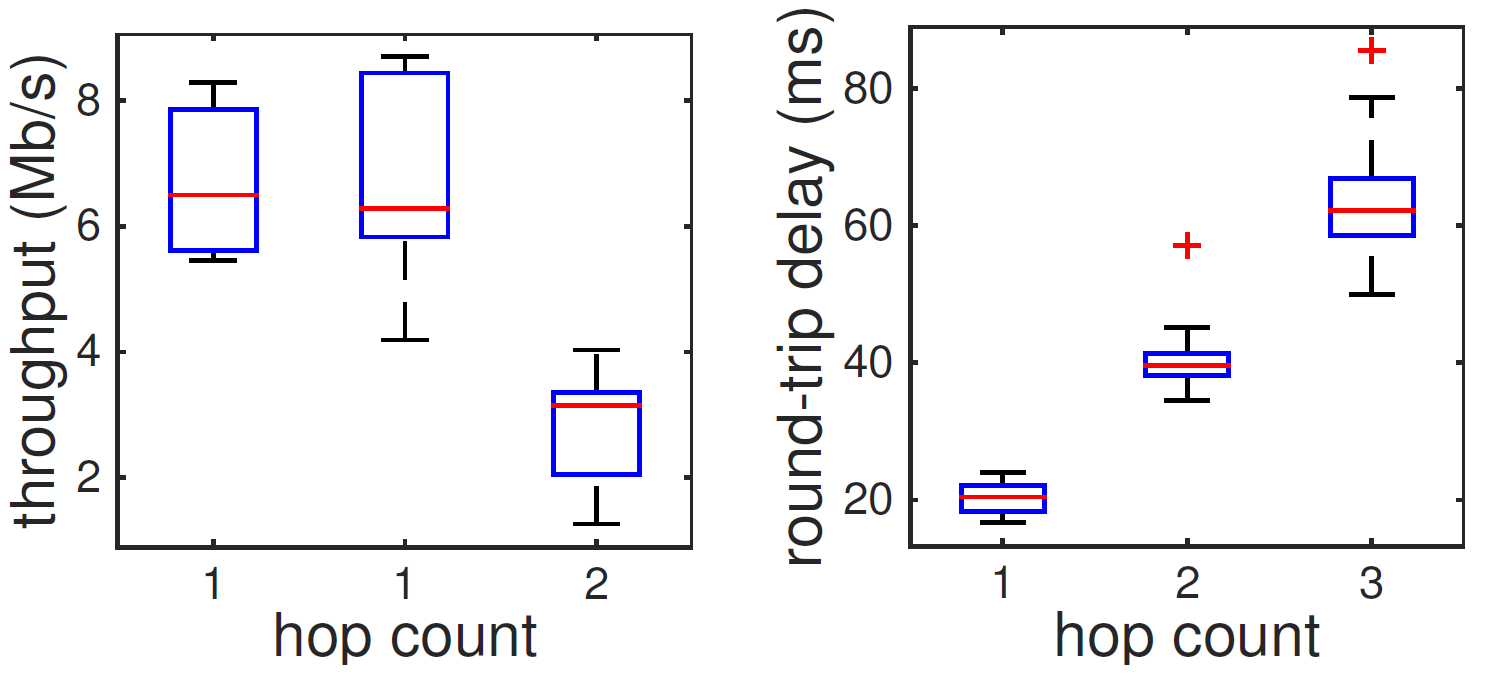 throughput (Mb/s)
8
6
4
2
1 1 2
hop count
round-trip delay (ms)
80
60
40
20
1 2 3
hop count